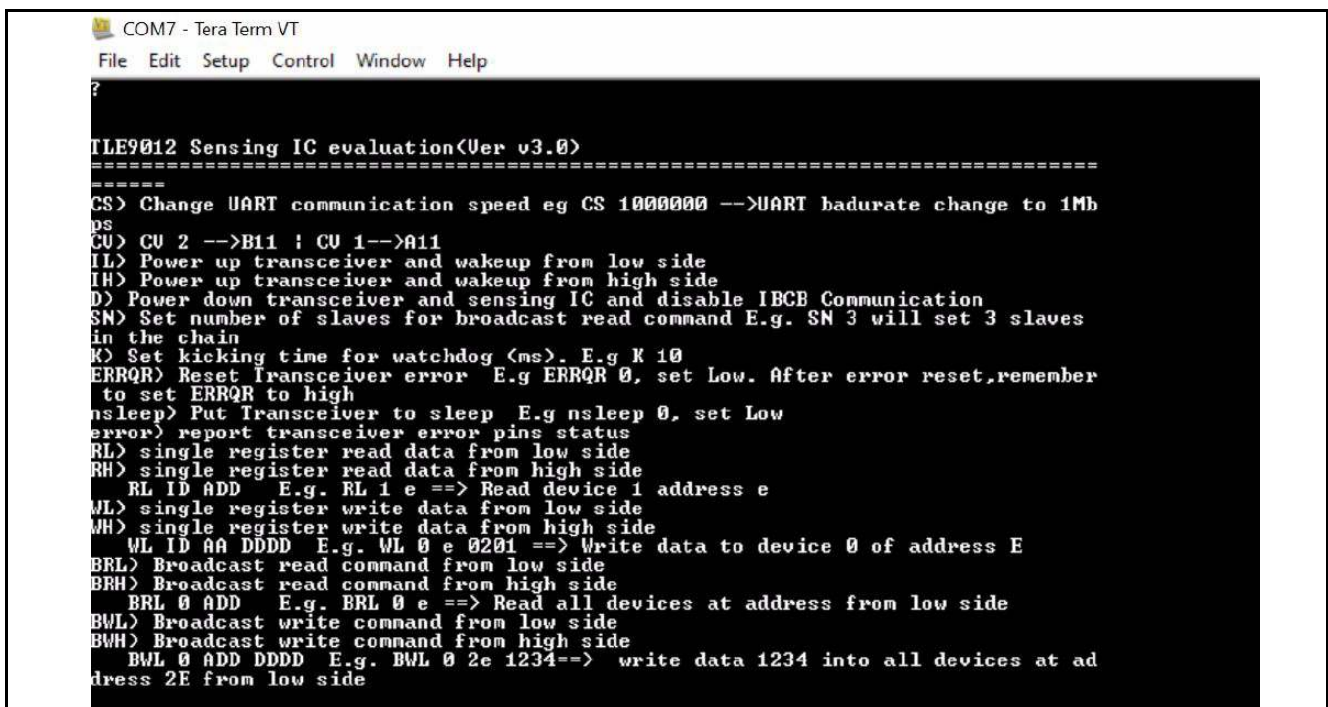 COM7 - Tera Term VT
File Edit Setup Control Window Help
?
TLE9012 Sensing IC evaluation(Ver v3.0)
===============================================================================
======
CS) Change UART communication speed eg CS 1000000 -->UART badurate change to 1Mb
ps
CV) CV 2 -->B11 | CV 1-->A11
IL) Power up transceiver and wakeup from low side
IH) Power up transceiver and wakeup from high side
D) Power down transceiver and sensing IC and disable IBCB Communication
SN) Set number of slaves for broadcast read command E.g. SN 3 will set 3 slaves
in the chain
K) Set kicking time for watchdog (ms). E.g K 10
ERRQR) Reset Transceiver error  E.g ERRQR 0, set Low. After error reset,remember
 to set ERRQR to high
nsleep) Put Transceiver to sleep  E.g nsleep 0, set Low
error) report transceiver error pins status
RL) single register read data from low side
RH) single register read data from high side
   RL ID ADD   E.g. RL 1 e ==> Read device 1 address e
WL) single register write data from low side
WH) single register write data from high side
   WL ID AA DDDD  E.g. WL 0 e 0201 ==> Write data to device 0 of address E
BRL) Broadcast read command from low side
BRH) Broadcast read command from high side
   BRL 0 ADD   E.g. BRL 0 e ==> Read all devices at address from low side
BWL) Broadcast write command from low side
BWH) Broadcast write command from high side
   BWL 0 ADD DDDD  E.g. BWL 0 2e 1234==>  write data 1234 into all devices at ad
dress 2E from low side